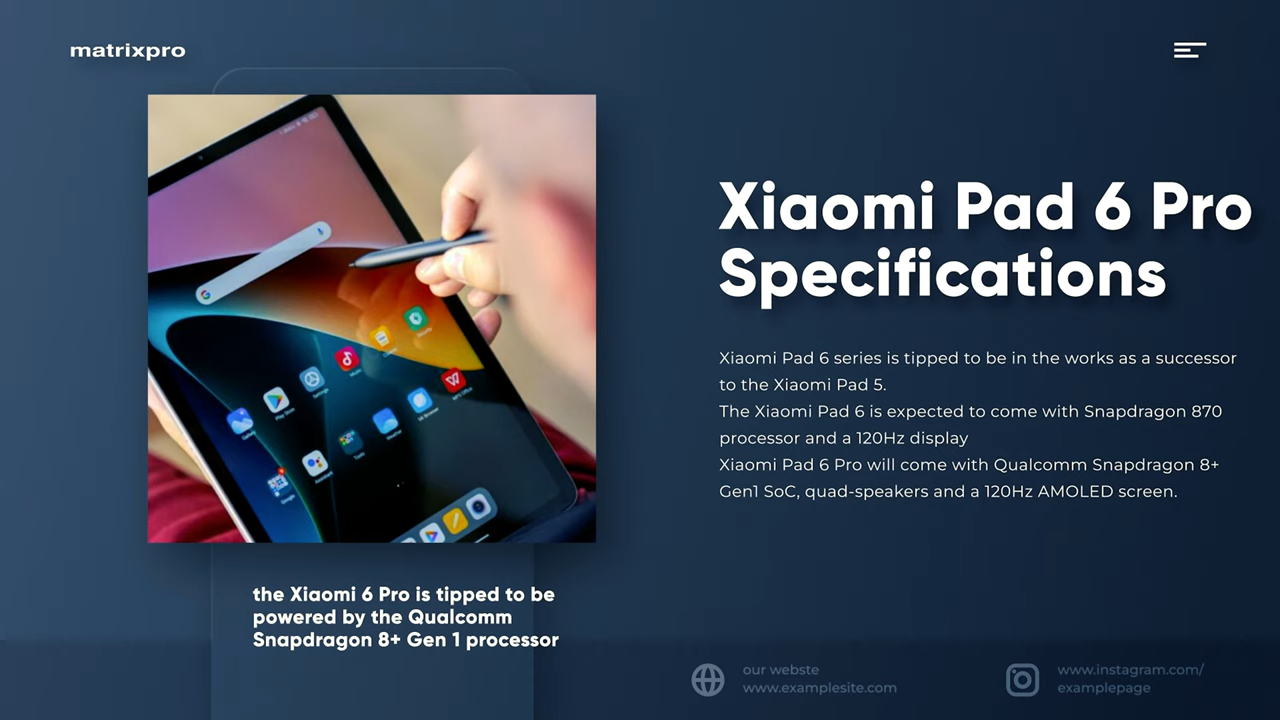 matrixpro
Xiaomi Pad 6 Pro
Specifications
Xiaomi Pad 6 series is tipped to be in the works as a successor
to the Xiaomi Pad 5.
The Xiaomi Pad 6 is expected to come with Snapdragon 870
processor and a 120Hz display
Xiaomi Pad 6 Pro will come with Qualcomm Snapdragon 8+
Gen1 SoC, quad-speakers and a 120Hz AMOLED screen.
the Xiaomi 6 Pro is tipped to be
powered by the Qualcomm
Snapdragon 8+ Gen 1 processor
our webste
www.examplesite.com
www.instagram.com/
examplepage